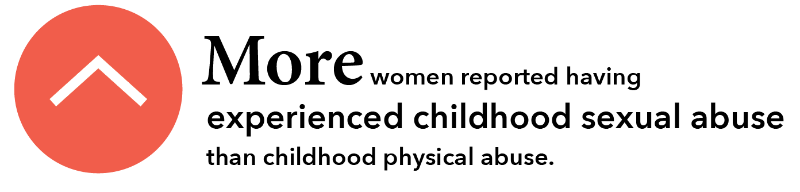 More women reported having
experienced childhood sexual abuse
than childhood physical abuse.